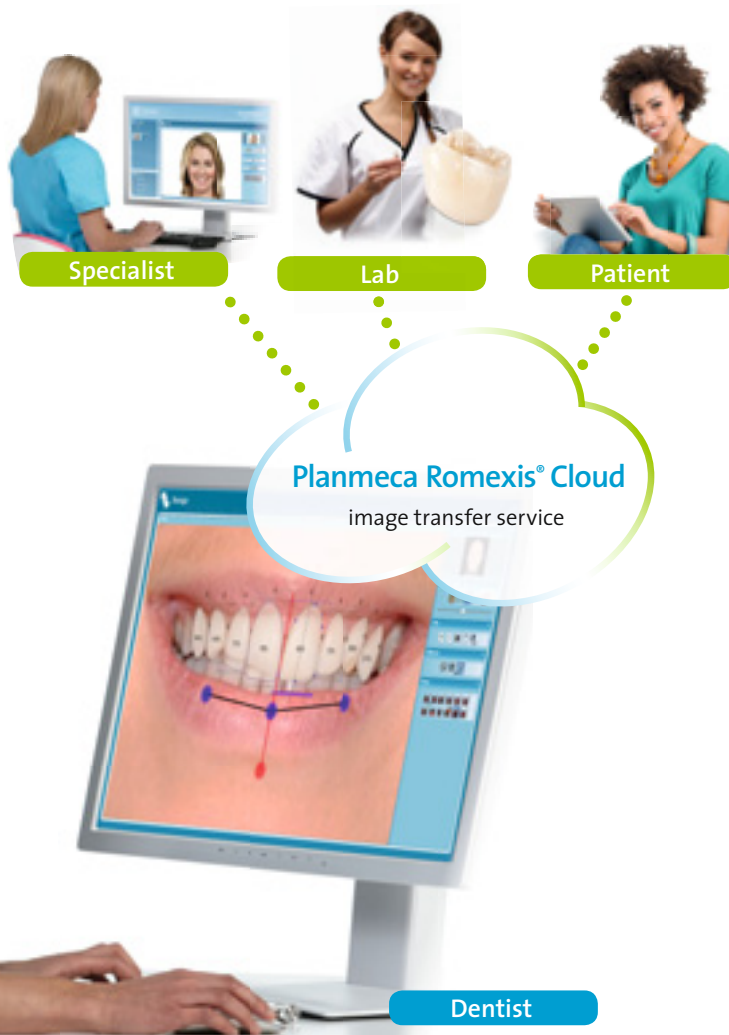 Specialist
Lab
Patient
Planmeca Romexis® Cloud
image transfer service
Dentist